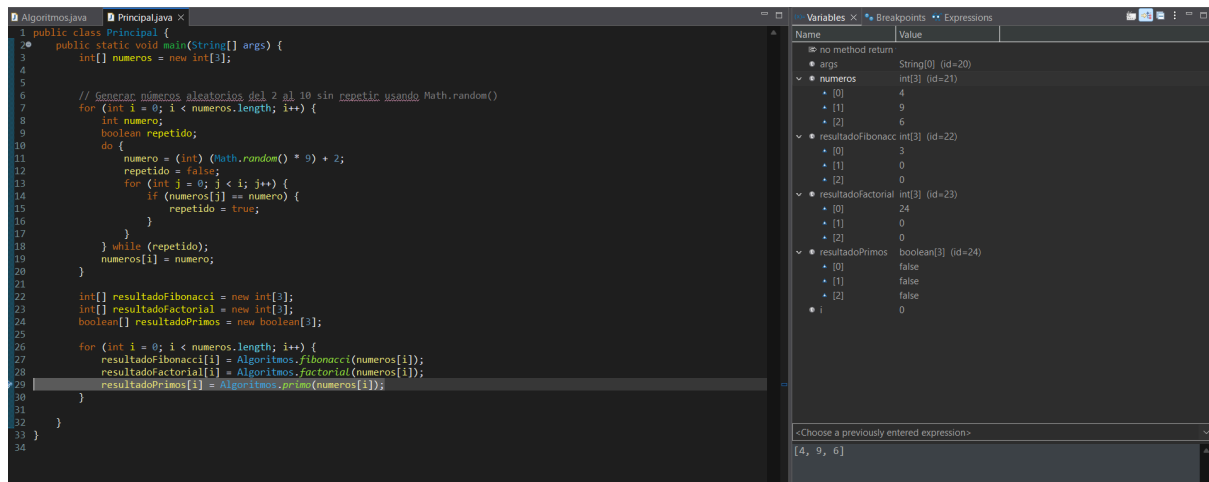 Algoritmos.java
Principal.java
1 public class Principal {
2 public static void main(String[] args) {
3 int[] numeros = new int[3];
4
5
6 // Generar números aleatorios del 2 al 10 sin repetir usando Math.random()
7 for (int i = 0; i < numeros.length; i++) {
8 int numero;
9 boolean repetido;
10 do {
11 numero = (int) (Math.random() * 9) + 2;
12 repetido = false;
13 for (int j = 0; j < i; j++) {
14 if (numeros[j] == numero) {
15 repetido = true;
16 }
17 }
18 } while (repetido);
19 numeros[i] = numero;
20 }
21
22 int[] resultadoFibonacci = new int[3];
23 int[] resultadoFactorial = new int[3];
24 boolean[] resultadoPrimos = new boolean[3];
25
26 for (int i = 0; i < numeros.length; i++) {
27 resultadoFibonacci[i] = Algoritmos.fibonacci(numeros[i]);
28 resultadoFactorial[i] = Algoritmos.factorial(numeros[i]);
29 resultadoPrimos[i] = Algoritmos.primo(numeros[i]);
30 }
31
32 }
33 }
34
Variables Breakpoints Expressions
Name Value
no method return
args String[0] (id=20)
numeros int[3] (id=21)
[0] 4
[1] 9
[2] 6
resultadoFibonacc int[3] (id=22)
[0] 3
[1] 0
[2] 0
resultadoFactorial int[3] (id=23)
[0] 24
[1] 0
[2] 0
resultadoPrimos boolean[3] (id=24)
[0] false
[1] false
[2] false
i 0
<Choose a previously entered expression>
[4, 9, 6]